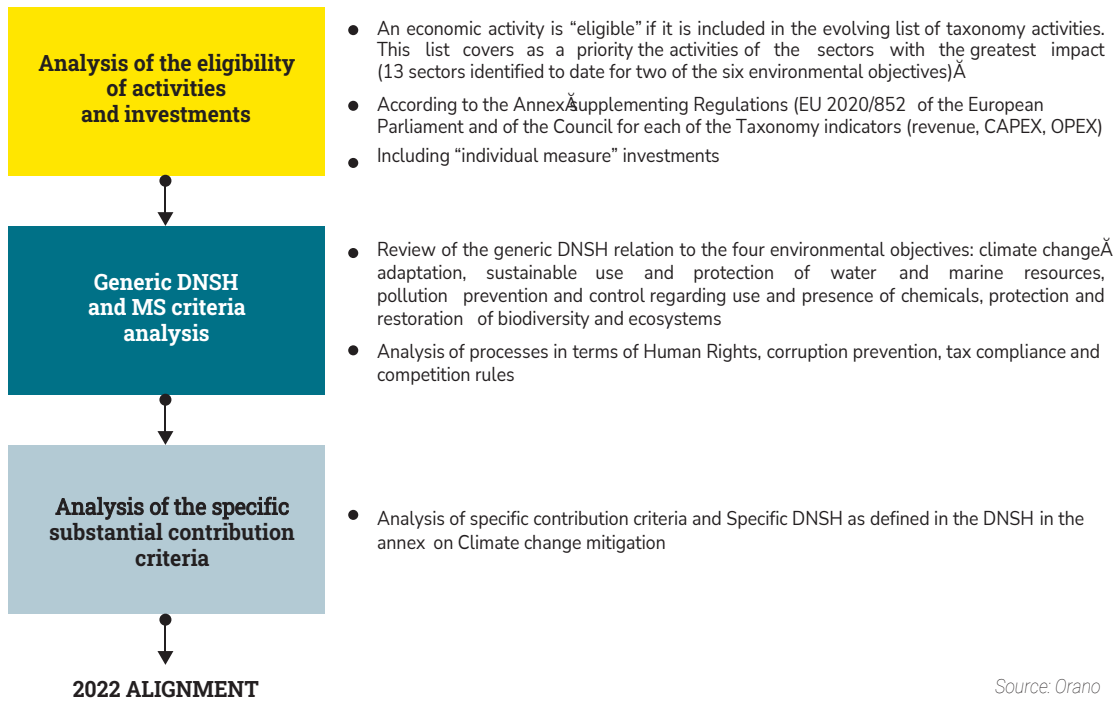 Analysis of the eligibility
of activities
and investments
● An economic activity is “eligible” if it is included in the evolving list of taxonomy activities.
This list covers as a priority the activities of the sectors with the greatest impact
(13 sectors identified to date for two of the six environmental objectives)Ă
● According to the AnnexĂsupplementing Regulations (EU 2020/852 of the European
Parliament and of the Council for each of the Taxonomy indicators (revenue, CAPEX, OPEX)
● Including “individual measure” investments
Generic DNSH
and MS criteria
analysis
● Review of the generic DNSH relation to the four environmental objectives: climate changeĂ
adaptation, sustainable use and protection of water and marine resources,
pollution prevention and control regarding use and presence of chemicals, protection and
restoration of biodiversity and ecosystems
● Analysis of processes in terms of Human Rights, corruption prevention, tax compliance and
competition rules
Analysis of the specific
substantial contribution
criteria
● Analysis of specific contribution criteria and Specific DNSH as defined in the DNSH in the
annex on Climate change mitigation
2022 ALIGNMENT
Source: Orano